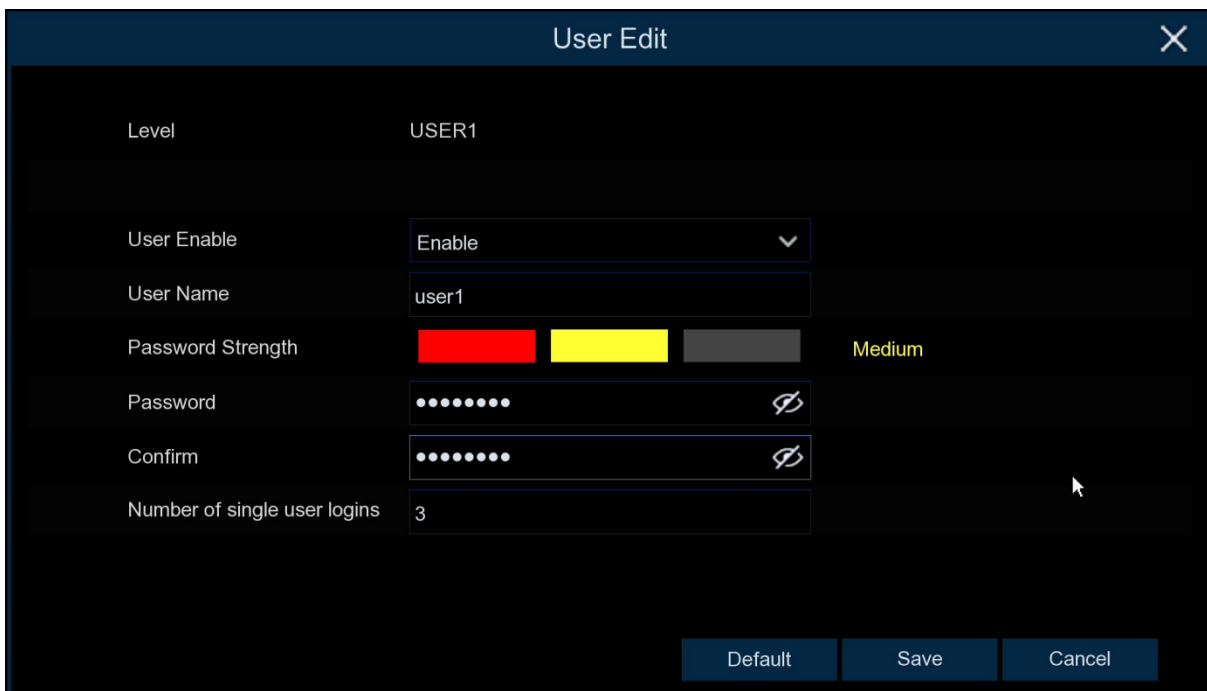 User Edit
Level USER1
User Enable Enable
User Name user1
Password Strength Medium
Password ••••••••
Confirm ••••••••
Number of single user logins 3
Default Save Cancel